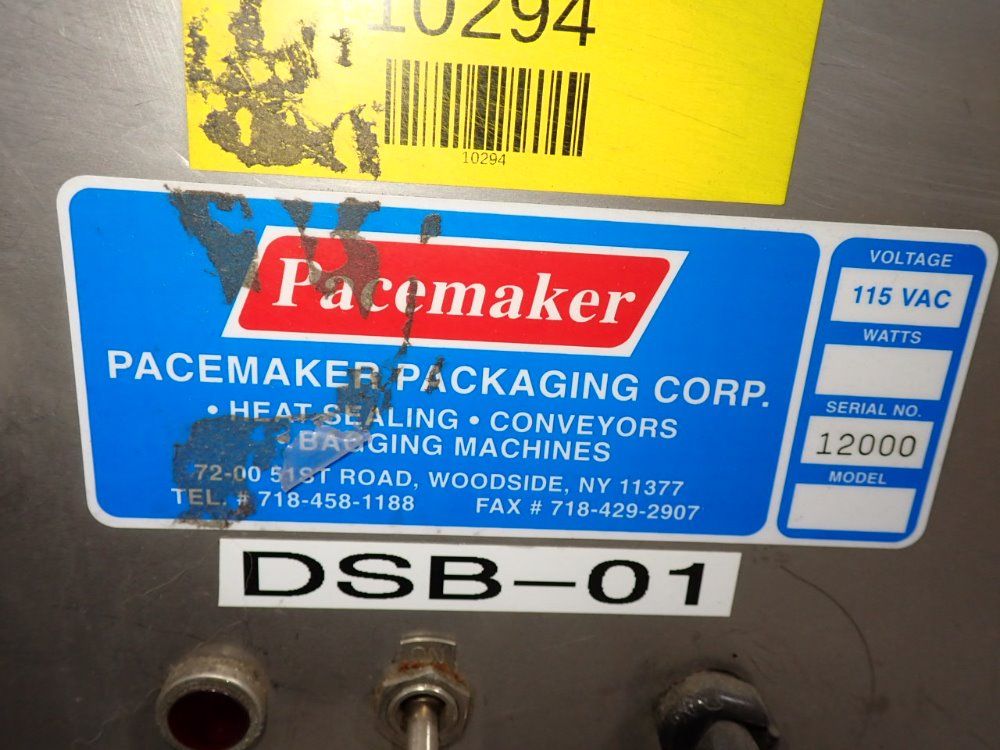 10294
10294
Pacemaker
PACEMAKER PACKAGING CORP.
• HEAT SEALING • CONVEYORS
• BAGGING MACHINES
72-00 51ST ROAD, WOODSIDE, NY 11377
TEL. # 718-458-1188 FAX # 718-429-2907
VOLTAGE
115 VAC
WATTS
SERIAL NO.
12000
MODEL
DSB-01